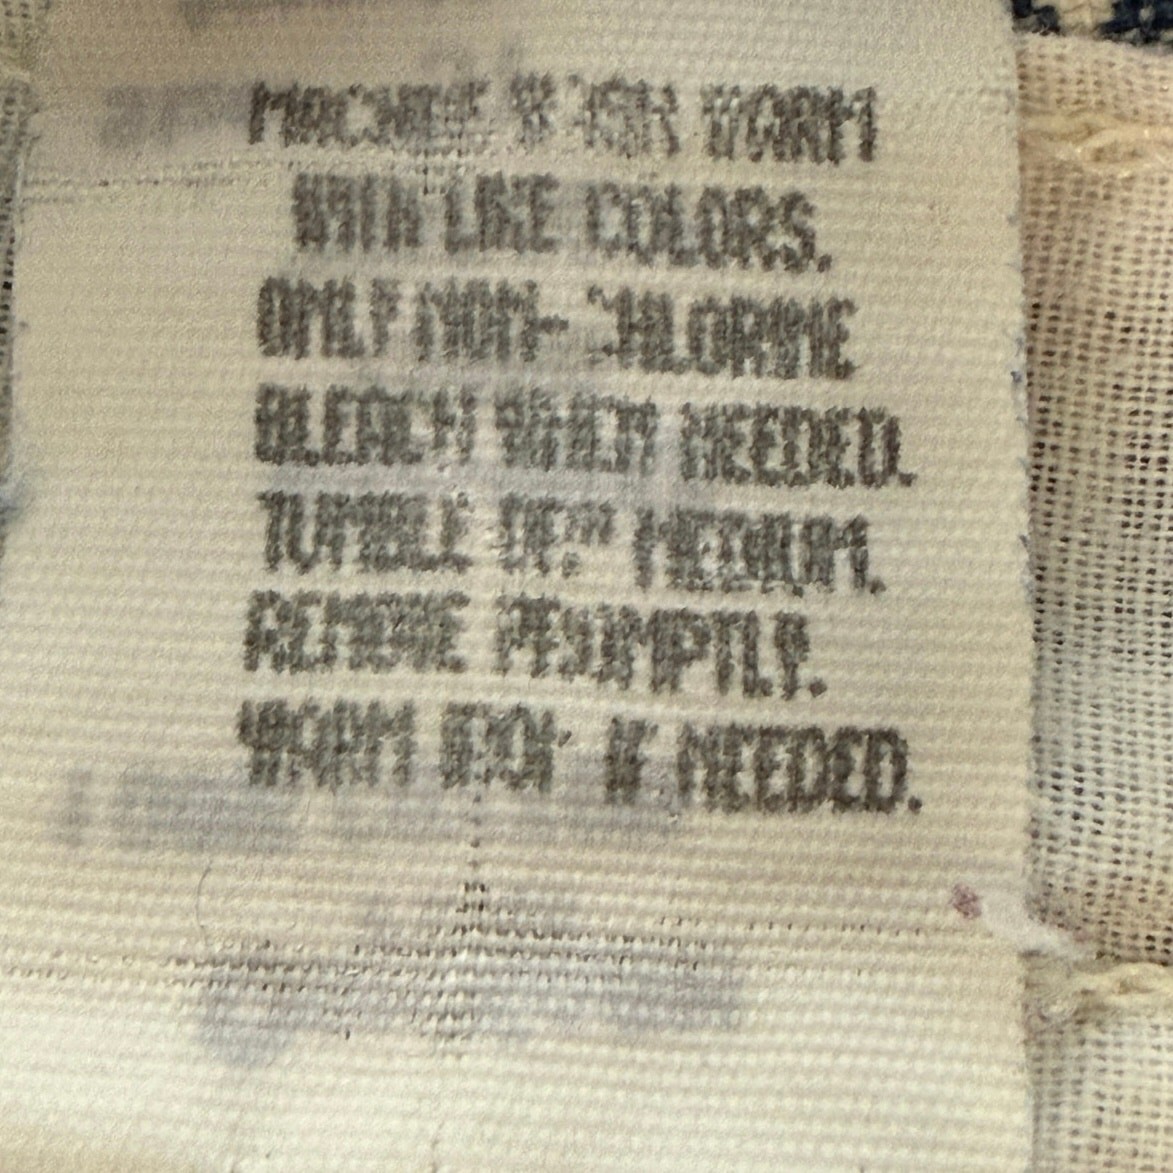 MACHINE WASH WARM
WITH LIKE COLORS.
ONLY NON-CHLORINE
BLEACH WHEN NEEDED.
TUMBLE DRY MEDIUM.
REMOVE PROMPTLY.
WARM IRON IF NEEDED.